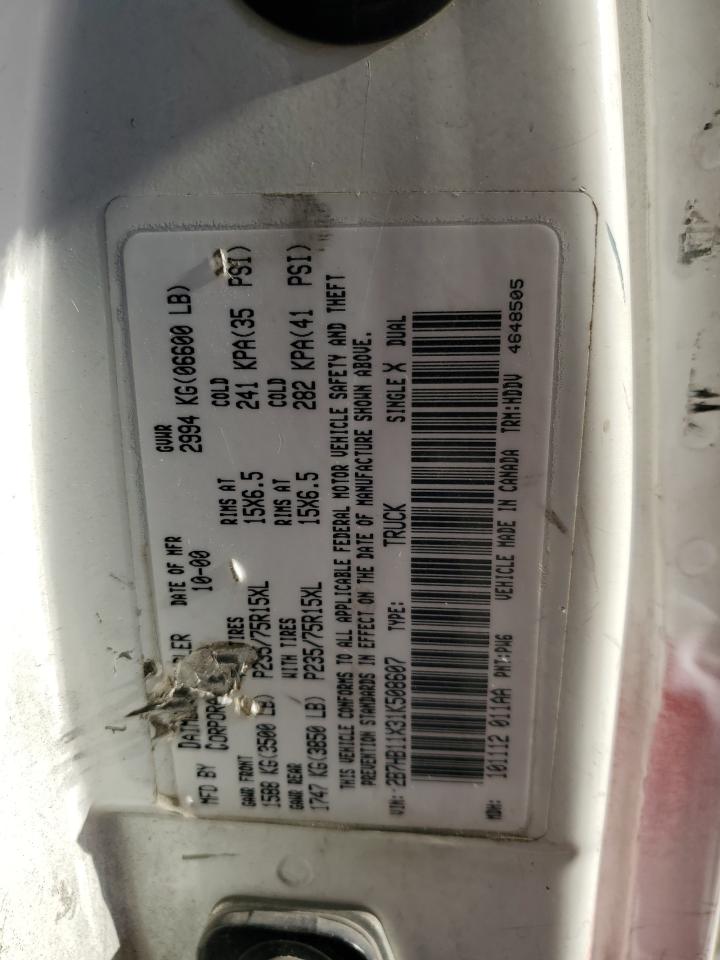 MFD BY DAIM LER DATE OF MFR GVWR
CORPORA 10-00 2994 KG(06600 LB)
GAWR FRONT WITH TIRES RIMS AT COLD
1588 KG(3500 LB) P235/75R15XL 15X6.5 241 KPA(35 PSI)
GAWR REAR WITH TIRES RIMS AT COLD
1747 KG(3850 LB) P235/75R15XL 15X6.5 282 KPA(41 PSI)
THIS VEHICLE CONFORMS TO ALL APPLICABLE FEDERAL MOTOR VEHICLE SAFETY AND THEFT
PREVENTION STANDARDS IN EFFECT ON THE DATE OF MANUFACTURE SHOWN ABOVE.
VIN: 2B7HB11X31K508607 TYPE: TRUCK SINGLE X DUAL
MDH: 101112 011AA PNT:PW6 VEHICLE MADE IN CANADA TRM:HDDV 4648505